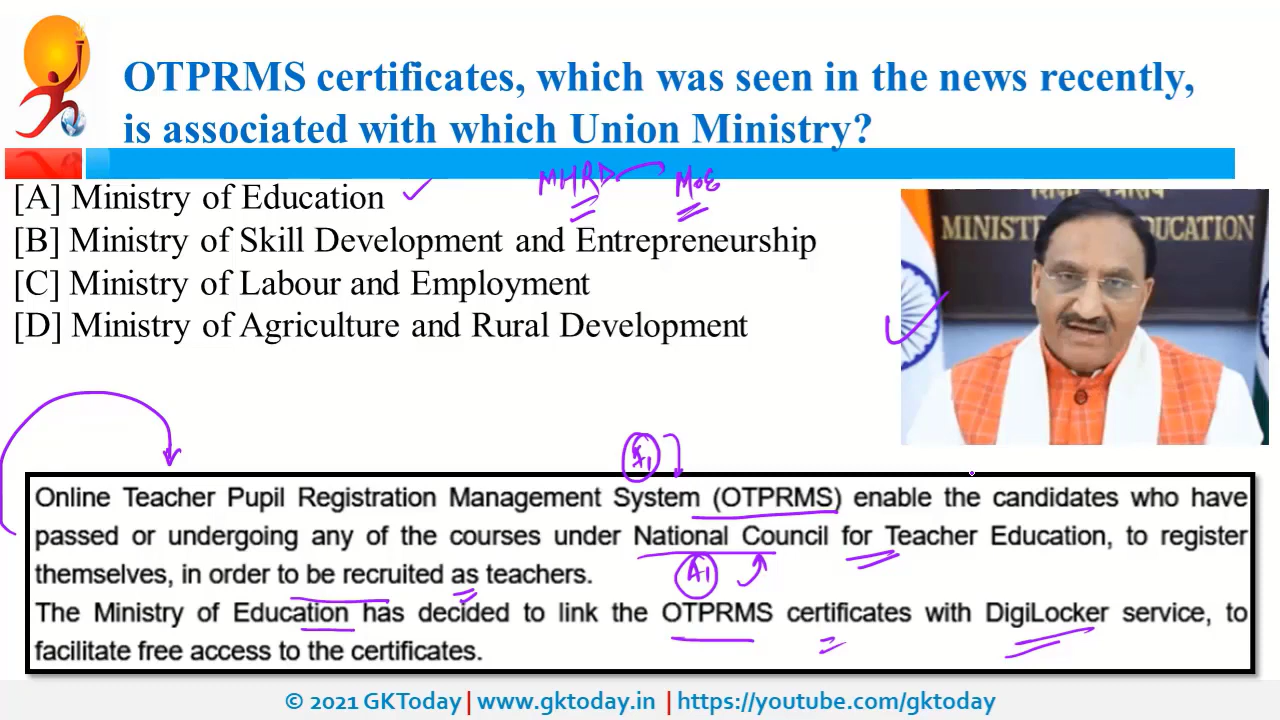 OTPRMS certificates, which was seen in the news recently,
is associated with which Union Ministry?
MHRD MoE
[A] Ministry of Education
[B] Ministry of Skill Development and Entrepreneurship
[C] Ministry of Labour and Employment
[D] Ministry of Agriculture and Rural Development
MINIST EDUCATION
Online Teacher Pupil Registration Management System (OTPRMS) enable the candidates who have
passed or undergoing any of the courses under National Council for Teacher Education, to register
themselves, in order to be recruited as teachers.
The Ministry of Education has decided to link the OTPRMS certificates with DigiLocker service, to
facilitate free access to the certificates.
© 2021 GKToday | www.gktoday.in | https://youtube.com/gktoday